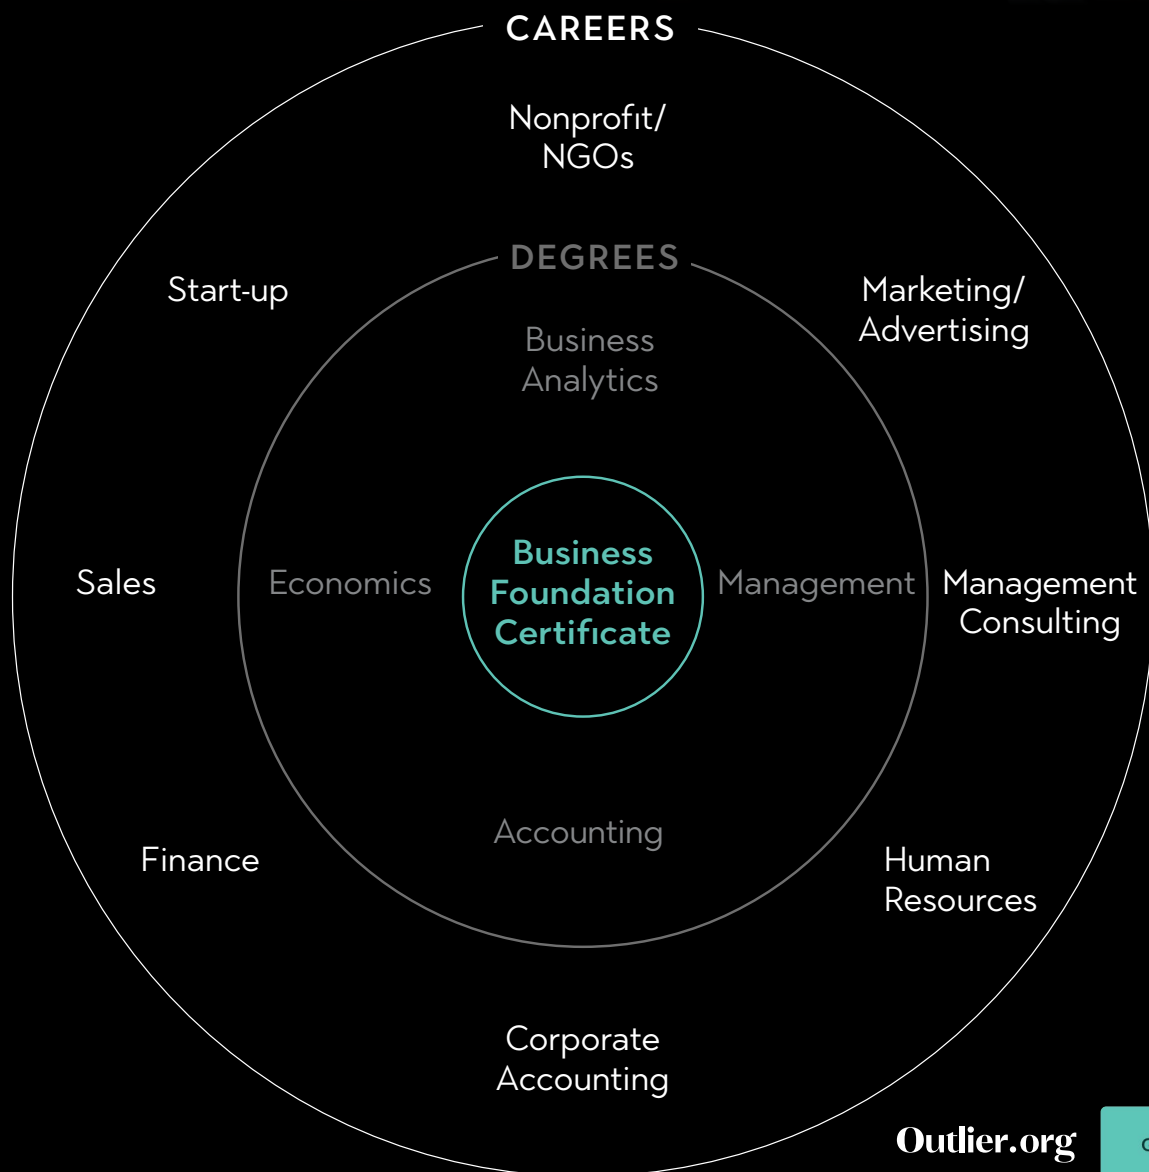 CAREERS
Nonprofit/
NGOs
DEGREES
Start-up
Marketing/
Advertising
Business
Analytics
Business
Foundation
Certificate
Sales
Economics
Management
Management
Consulting
Accounting
Finance
Human
Resources
Corporate
Accounting
Outlier.org